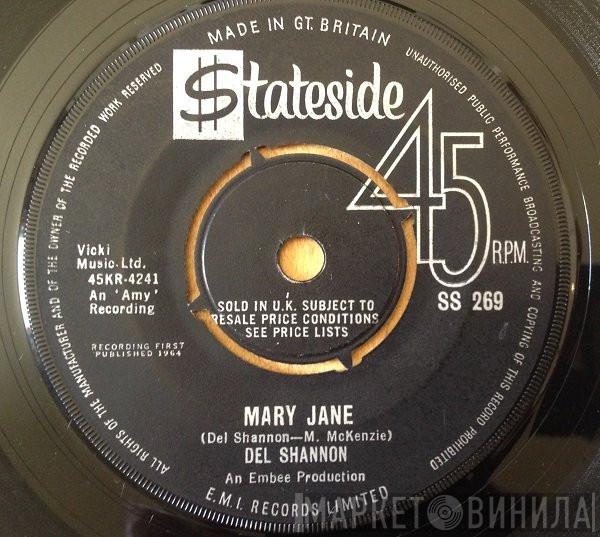 MADE IN GT. BRITAIN
ALL RIGHTS OF THE MANUFACTURER AND OF THE OWNER OF THE RECORDED WORK RESERVED
UNAUTHORISED PUBLIC PERFORMANCE BROADCASTING AND COPYING OF THIS RECORD PROHIBITED
$tateside
45
R.P.M.
SS 269
Vicki
Music-Ltd.
45KR-4241
An 'Amy'
Recording
RECORDING FIRST
PUBLISHED 1964
SOLD IN U.K. SUBJECT TO
RESALE PRICE CONDITIONS
SEE PRICE LISTS
MARY JANE
(Del Shannon—M. McKenzie)
DEL SHANNON
An Embee Production
E.M.I. RECORDS LIMITED
МАРКЕТ ВИНИЛА